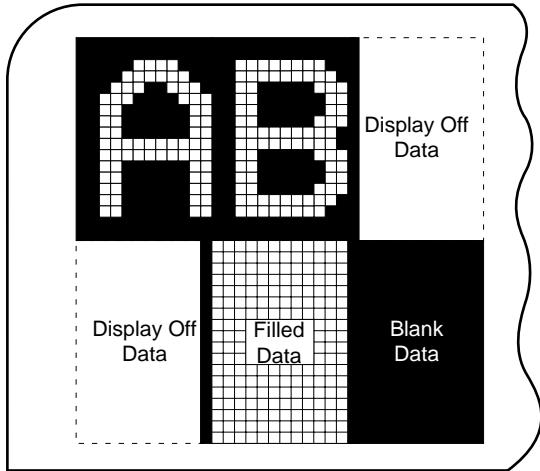 AB
Display Off
Data
Display Off
Data
Filled
Data
Blank
Data